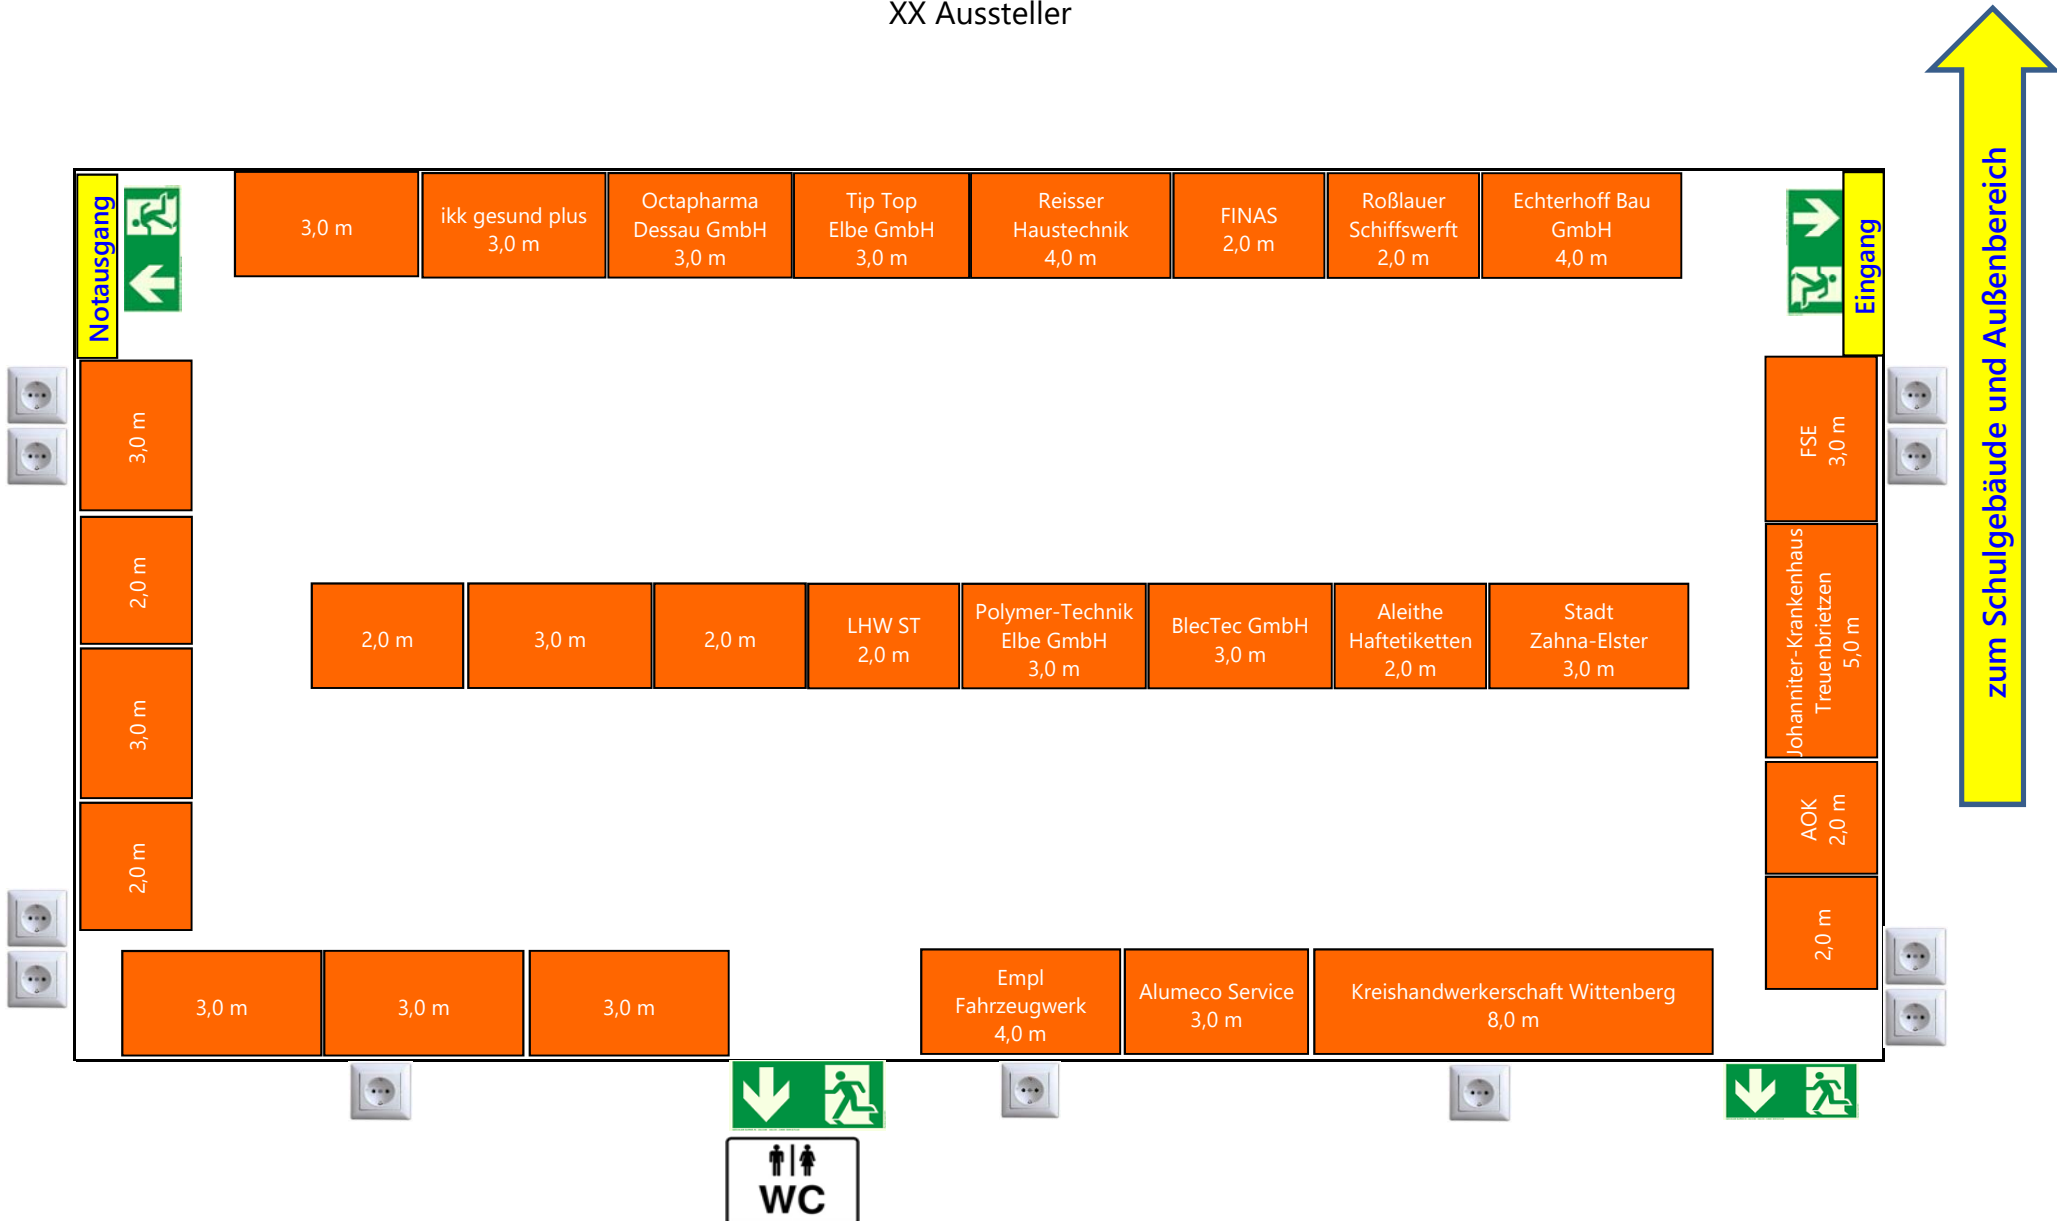 XX Aussteller
zum Schulgebäude und Außenbereich
Notausgang
Eingang
3,0 m
ikk gesund plus
3,0 m
Octapharma
Dessau GmbH
3,0 m
Tip Top
Elbe GmbH
3,0 m
Reisser
Haustechnik
4,0 m
FINAS
2,0 m
Roßlauer
Schiffswerft
2,0 m
Echterhoff Bau
GmbH
4,0 m
3,0 m
2,0 m
3,0 m
2,0 m
2,0 m
3,0 m
2,0 m
LHW ST
2,0 m
Polymer-Technik
Elbe GmbH
3,0 m
BlecTec GmbH
3,0 m
Aleithe
Haftetiketten
2,0 m
Stadt
Zahna-Elster
3,0 m
FSE
3,0 m
Johanniter-Krankenhaus
Treuenbrietzen
5,0 m
AOK
2,0 m
2,0 m
3,0 m
3,0 m
3,0 m
Empl
Fahrzeugwerk
4,0 m
Alumeco Service
3,0 m
Kreishandwerkerschaft Wittenberg
8,0 m
WC